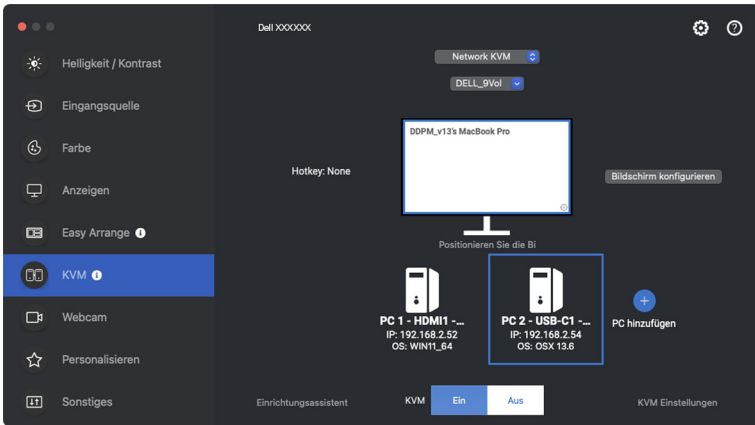 Dell XXXXXX
Helligkeit / Kontrast
Eingangsquelle
Farbe
Anzeigen
Easy Arrange
KVM
Webcam
Personalisieren
Sonstiges
Network KVM
DELL_9Vol
DDPM_v13's MacBook Pro
Hotkey: None
Bildschirm konfigurieren
Positionieren Sie die Bi
PC 1 - HDMI1 -...
IP: 192.168.2.52
OS: WIN11_64
PC 2 - USB-C1 -...
IP: 192.168.2.54
OS: OSX 13.6
PC hinzufügen
Einrichtungsassistent
KVM
Ein
Aus
KVM Einstellungen